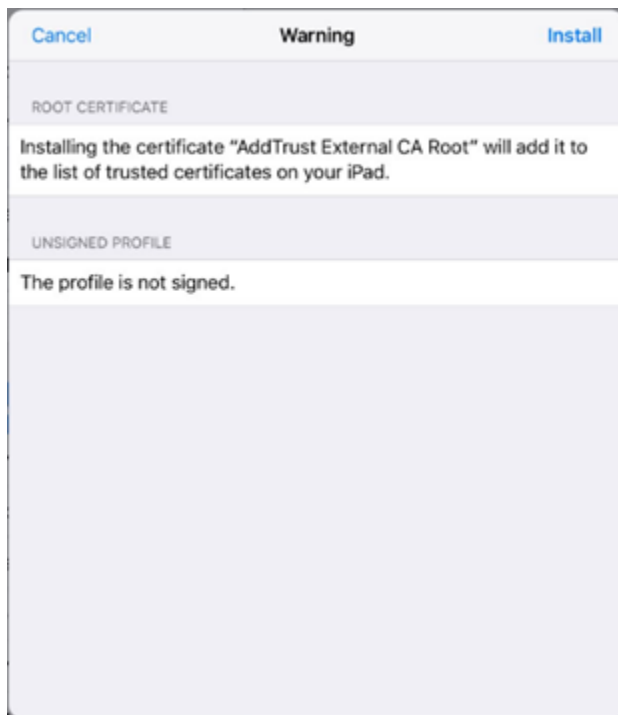 Cancel Warning Install
ROOT CERTIFICATE
Installing the certificate “AddTrust External CA Root” will add it to
the list of trusted certificates on your iPad.
UNSIGNED PROFILE
The profile is not signed.